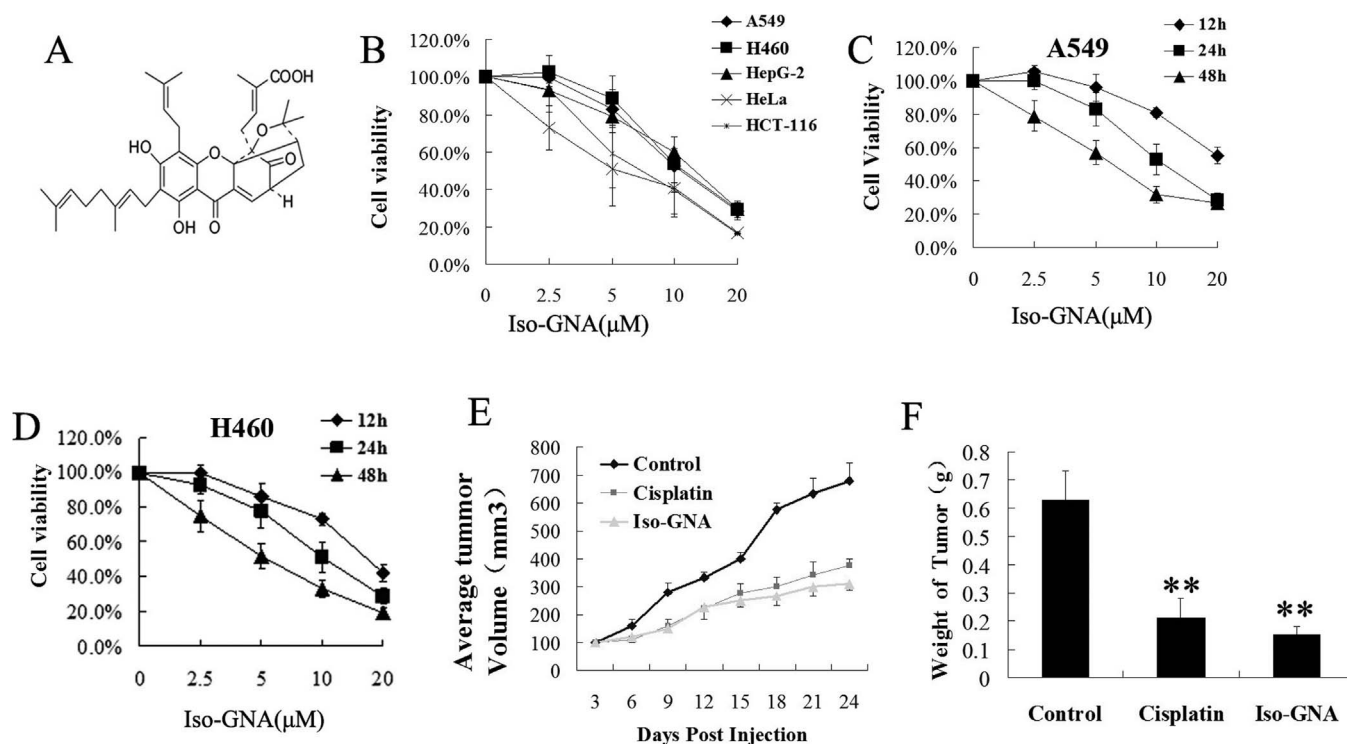 A
COOH
O
HO
O
O
H
OH
O
B
A549
H460
HepG-2
HeLa
HCT-116
120.0%
100.0%
80.0%
60.0%
40.0%
20.0%
0.0%
Cell viability
0
2.5
5
10
20
Iso-GNA(μM)
C
A549
12h
24h
48h
120.0%
100.0%
80.0%
60.0%
40.0%
20.0%
0.0%
Cell Viability
0
2.5
5
10
20
Iso-GNA(μM)
D
H460
12h
24h
48h
120.0%
100.0%
80.0%
60.0%
40.0%
20.0%
0.0%
Cell viability
0
2.5
5
10
20
Iso-GNA(μM)
E
Control
Cisplatin
Iso-GNA
800
700
600
500
400
300
200
100
0
Average tummor
Volume (mm3)
3
6
9
12
15
18
21
24
Days Post Injection
F
0.8
0.7
0.6
0.5
0.4
0.3
0.2
0.1
0
Weight of Tumor (g)
**
**
Control
Cisplatin
Iso-GNA